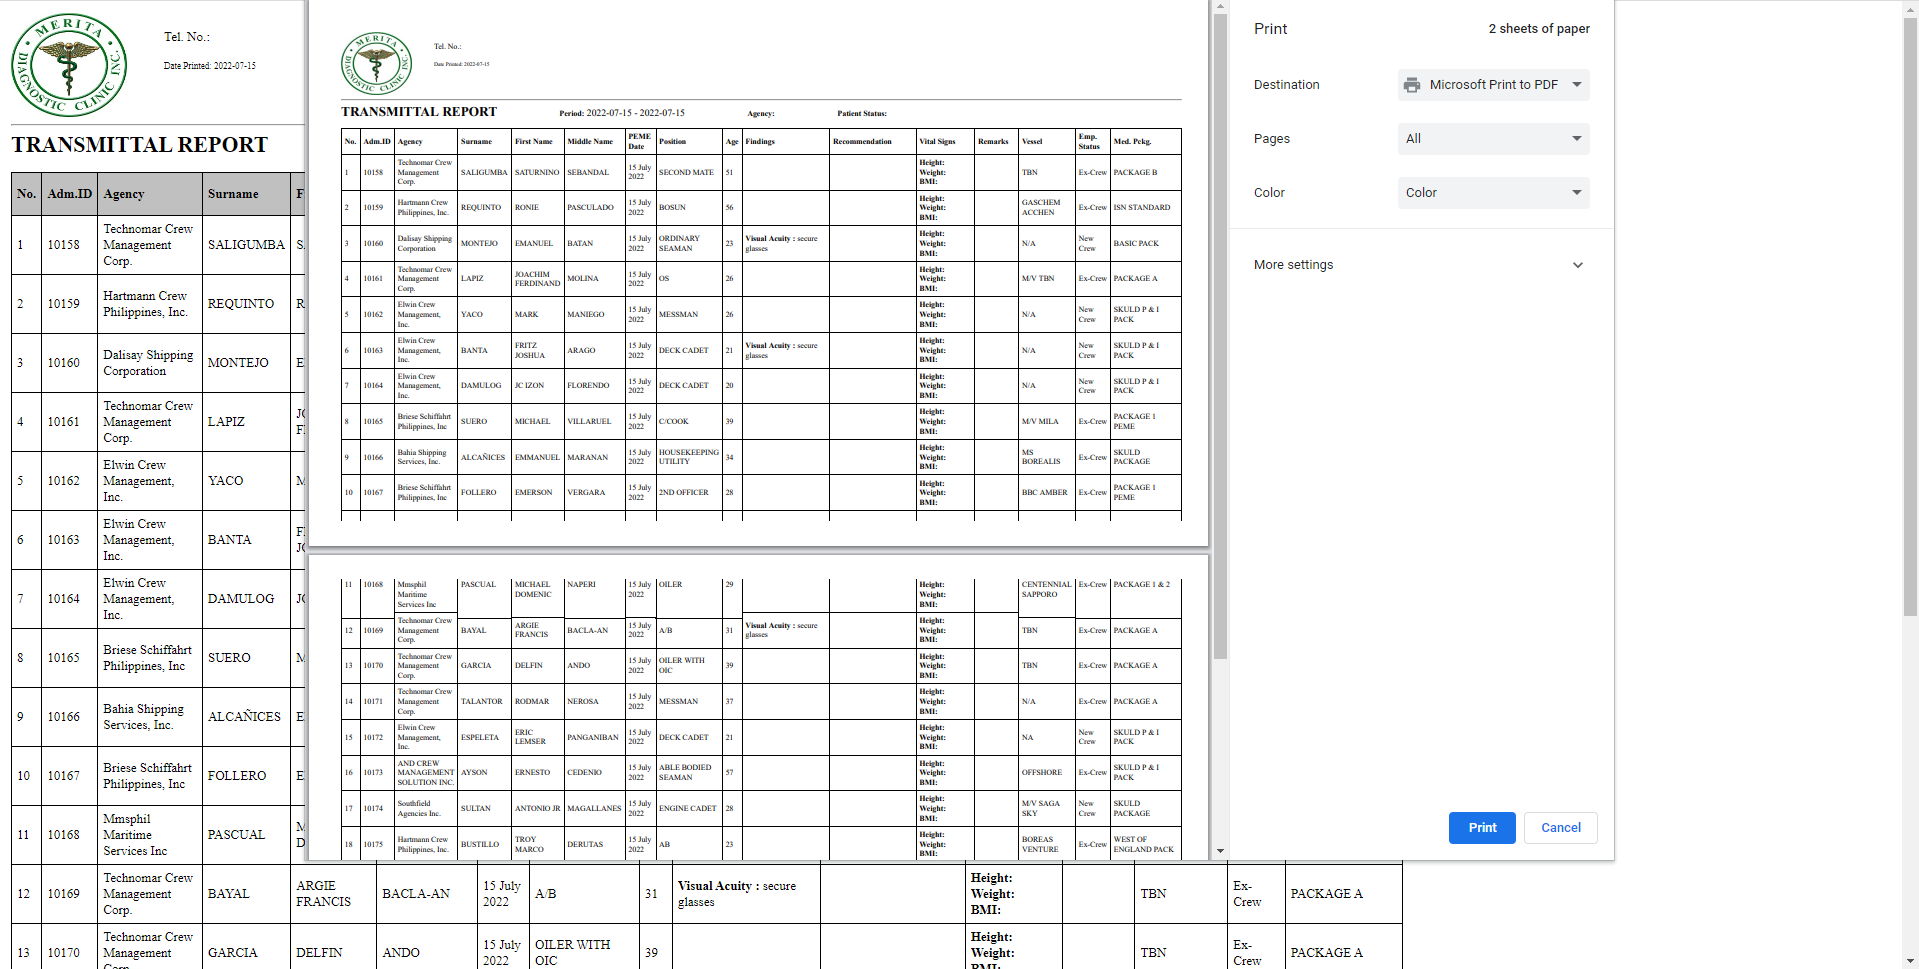 MERITA
DIAGNOSTIC CLINIC INC.
Tel. No.:
Date Printed: 2022-07-15
TRANSMITTAL REPORT
No. Adm.ID Agency Surname F
1 10158 Technomar Crew Management Corp. SALIGUMBA S
2 10159 Hartmann Crew Philippines, Inc. REQUINTO R
3 10160 Dalisay Shipping Corporation MONTEJO E
4 10161 Technomar Crew Management Corp. LAPIZ
5 10162 Elwin Crew Management, Inc. YACO M
6 10163 Elwin Crew Management, Inc. BANTA
7 10164 Elwin Crew Management, Inc. DAMULOG
8 10165 Briese Schiffahrt Philippines, Inc SUERO M
9 10166 Bahia Shipping Services, Inc. ALCAÑICES E
10 10167 Briese Schiffahrt Philippines, Inc FOLLERO E
11 10168 Mmsphil Maritime Services Inc PASCUAL
12 10169 Technomar Crew Management Corp. BAYAL ARGIE FRANCIS BACLA-AN 15 July 2022 A/B 31 Visual Acuity : secure glasses Height: Weight: BMI: TBN Ex-Crew PACKAGE A
13 10170 Technomar Crew Management Corp. GARCIA DELFIN ANDO 15 July 2022 OILER WITH OIC 39 Height: Weight: BMI: TBN Ex-Crew PACKAGE A
MERITA
DIAGNOSTIC CLINIC INC.
Tel. No.:
Date Printed: 2022-07-15
TRANSMITTAL REPORT Period: 2022-07-15 - 2022-07-15 Agency: Patient Status:
No. Adm.ID Agency Surname First Name Middle Name PEME Date Position Age Findings Recommendation Vital Signs Remarks Vessel Emp. Status Med. Pckg.
1 10158 Technomar Crew Management Corp. SALIGUMBA SATURNINO SEBANDAL 15 July 2022 SECOND MATE 51 Height: Weight: BMI: TBN Ex-Crew PACKAGE B
2 10159 Hartmann Crew Philippines, Inc. REQUINTO RONIE PASCULADO 15 July 2022 BOSUN 56 Height: Weight: BMI: GASCHEM ACCHEN Ex-Crew ISN STANDARD
3 10160 Dalisay Shipping Corporation MONTEJO EMANUEL BATAN 15 July 2022 ORDINARY SEAMAN 23 Visual Acuity : secure glasses Height: Weight: BMI: N/A New Crew BASIC PACK
4 10161 Technomar Crew Management Corp. LAPIZ JOACHIM FERDINAND MOLINA 15 July 2022 OS 26 Height: Weight: BMI: M/V TBN Ex-Crew PACKAGE A
5 10162 Elwin Crew Management, Inc. YACO MARK MANIEGO 15 July 2022 MESSMAN 26 Height: Weight: BMI: N/A New Crew SKULD P & I PACK
6 10163 Elwin Crew Management, Inc. BANTA FRITZ JOSHUA ARAGO 15 July 2022 DECK CADET 21 Visual Acuity : secure glasses Height: Weight: BMI: N/A New Crew SKULD P & I PACK
7 10164 Elwin Crew Management, Inc. DAMULOG JC IZON FLORENDO 15 July 2022 DECK CADET 20 Height: Weight: BMI: N/A New Crew SKULD P & I PACK
8 10165 Briese Schiffahrt Philippines, Inc SUERO MICHAEL VILLARUEL 15 July 2022 C/COOK 39 Height: Weight: BMI: M/V MILA Ex-Crew PACKAGE 1 PEME
9 10166 Bahia Shipping Services, Inc. ALCAÑICES EMMANUEL MARANAN 15 July 2022 HOUSEKEEPING UTILITY 34 Height: Weight: BMI: MS BOREALIS Ex-Crew SKULD PACKAGE
10 10167 Briese Schiffahrt Philippines, Inc FOLLERO EMERSON VERGARA 15 July 2022 2ND OFFICER 28 Height: Weight: BMI: BBC AMBER Ex-Crew PACKAGE 1 PEME
11 10168 Mmsphil Maritime Services Inc PASCUAL MICHAEL DOMENIC NAPERI 15 July 2022 OILER 29 Height: Weight: BMI: CENTENNIAL SAPPORO Ex-Crew PACKAGE 1 & 2
12 10169 Technomar Crew Management Corp. BAYAL ARGIE FRANCIS BACLA-AN 15 July 2022 A/B 31 Visual Acuity : secure glasses Height: Weight: BMI: TBN Ex-Crew PACKAGE A
13 10170 Technomar Crew Management Corp. GARCIA DELFIN ANDO 15 July 2022 OILER WITH OIC 39 Height: Weight: BMI: TBN Ex-Crew PACKAGE A
14 10171 Technomar Crew Management Corp. TALANTOR RODMAR NEROSA 15 July 2022 MESSMAN 37 Height: Weight: BMI: N/A Ex-Crew PACKAGE A
15 10172 Elwin Crew Management, Inc. ESPELETA ERIC LEMSER PANGANIBAN 15 July 2022 DECK CADET 21 Height: Weight: BMI: NA New Crew SKULD P & I PACK
16 10173 AND CREW MANAGEMENT SOLUTION INC. AYSON ERNESTO CEDENIO 15 July 2022 ABLE BODIED SEAMAN 57 Height: Weight: BMI: OFFSHORE Ex-Crew SKULD P & I PACK
17 10174 Southfield Agencies Inc. SULTAN ANTONIO JR MAGALLANES 15 July 2022 ENGINE CADET 28 Height: Weight: BMI: M/V SAGA SKY New Crew SKULD PACKAGE
18 10175 Hartmann Crew Philippines, Inc. BUSTILLO TROY MARCO DERUTAS 15 July 2022 AB 23 Height: Weight: BMI: BOREAS VENTURE Ex-Crew WEST OF ENGLAND PACK
Print 2 sheets of paper
Destination Microsoft Print to PDF
Pages All
Color Color
More settings
Print Cancel